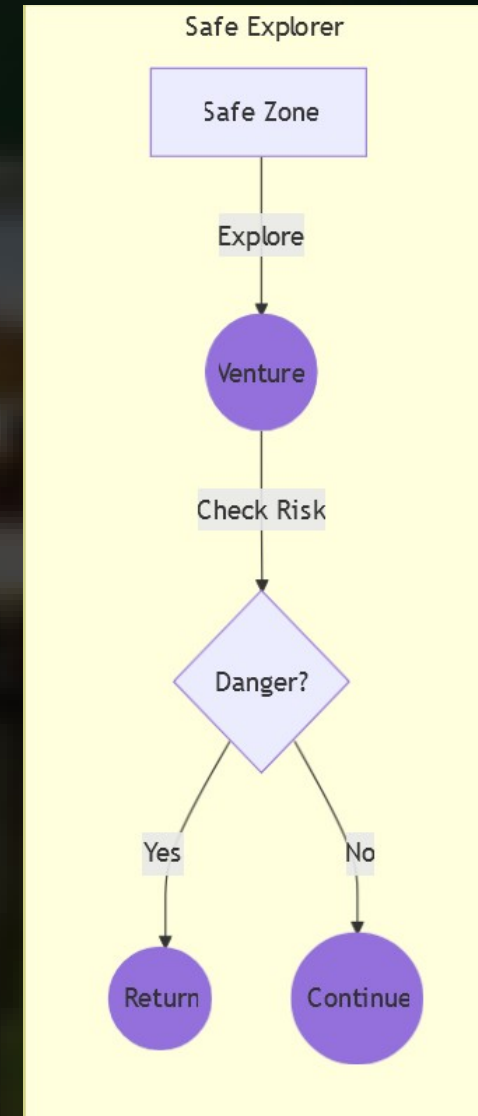 Safe Explorer
Safe Zone
Explore
Venture
Check Risk
Danger?
Yes
No
Return
Continue